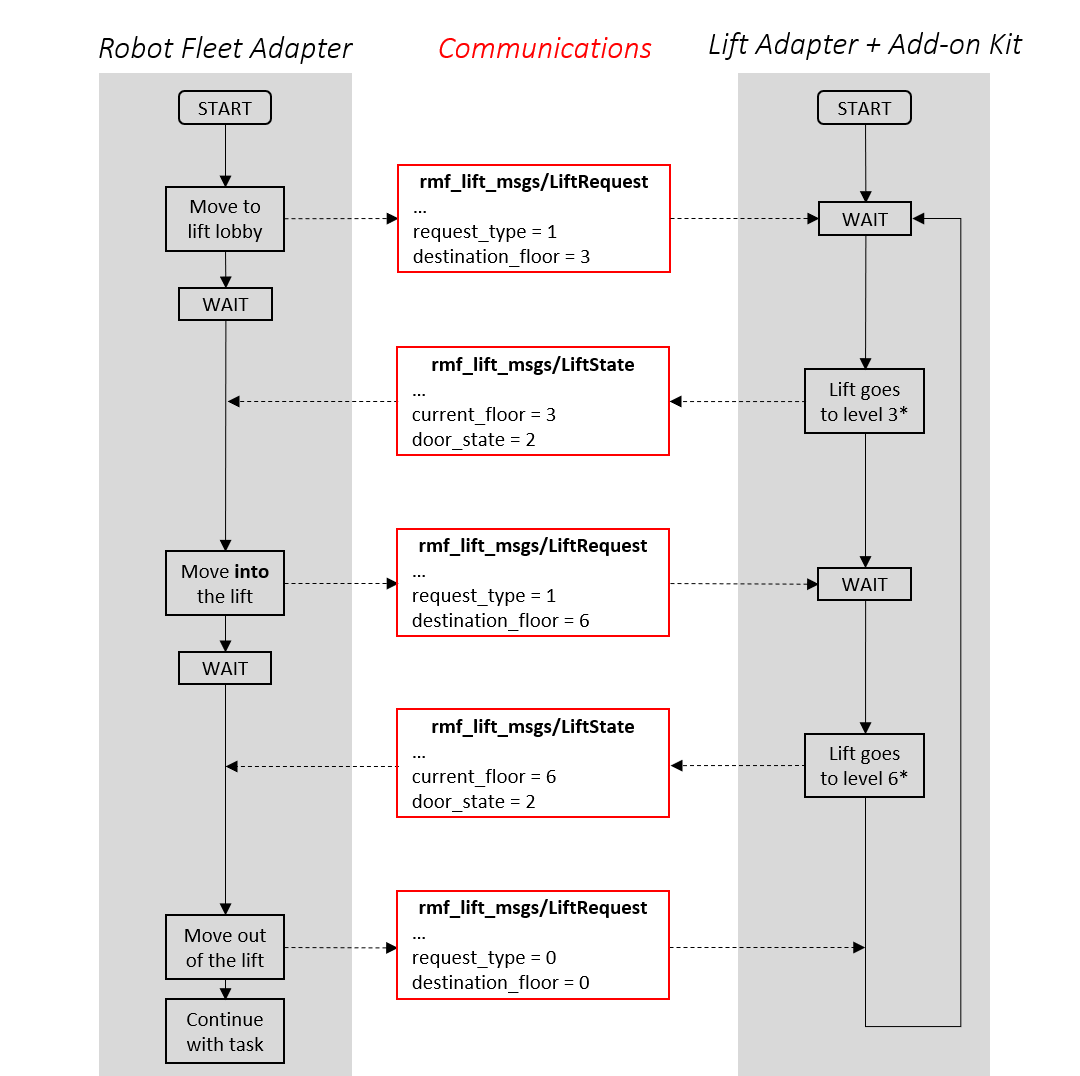 Robot Fleet Adapter
Communications
Lift Adapter + Add-on Kit
START
START
rmf_lift_msgs/LiftRequest
...
request_type = 1
destination_floor = 3
Move to
lift lobby
WAIT
WAIT
rmf_lift_msgs/LiftState
...
current_floor = 3
door_state = 2
Lift goes
to level 3*
Move into
the lift
rmf_lift_msgs/LiftRequest
...
request_type = 1
destination_floor = 6
WAIT
WAIT
rmf_lift_msgs/LiftState
...
current_floor = 6
door_state = 2
Lift goes
to level 6*
Move out
of the lift
rmf_lift_msgs/LiftRequest
...
request_type = 0
destination_floor = 0
Continue
with task